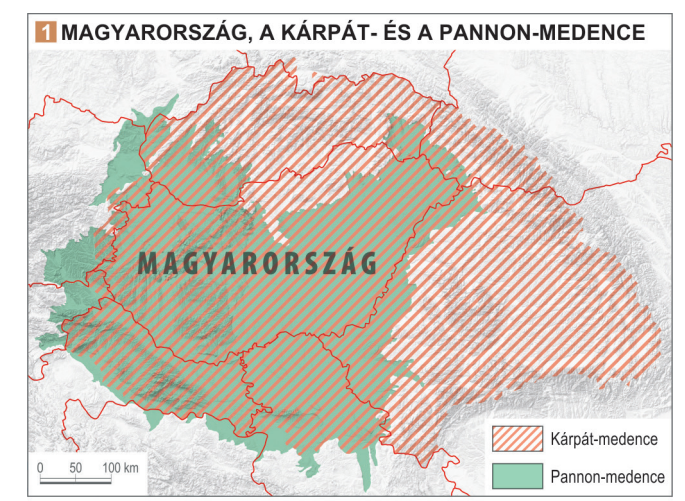 1 MAGYARORSZÁG, A KÁRPÁT- ÉS A PANNON-MEDENCE
MAGYARORSZÁG
Kárpát-medence
Pannon-medence
0 50 100 km